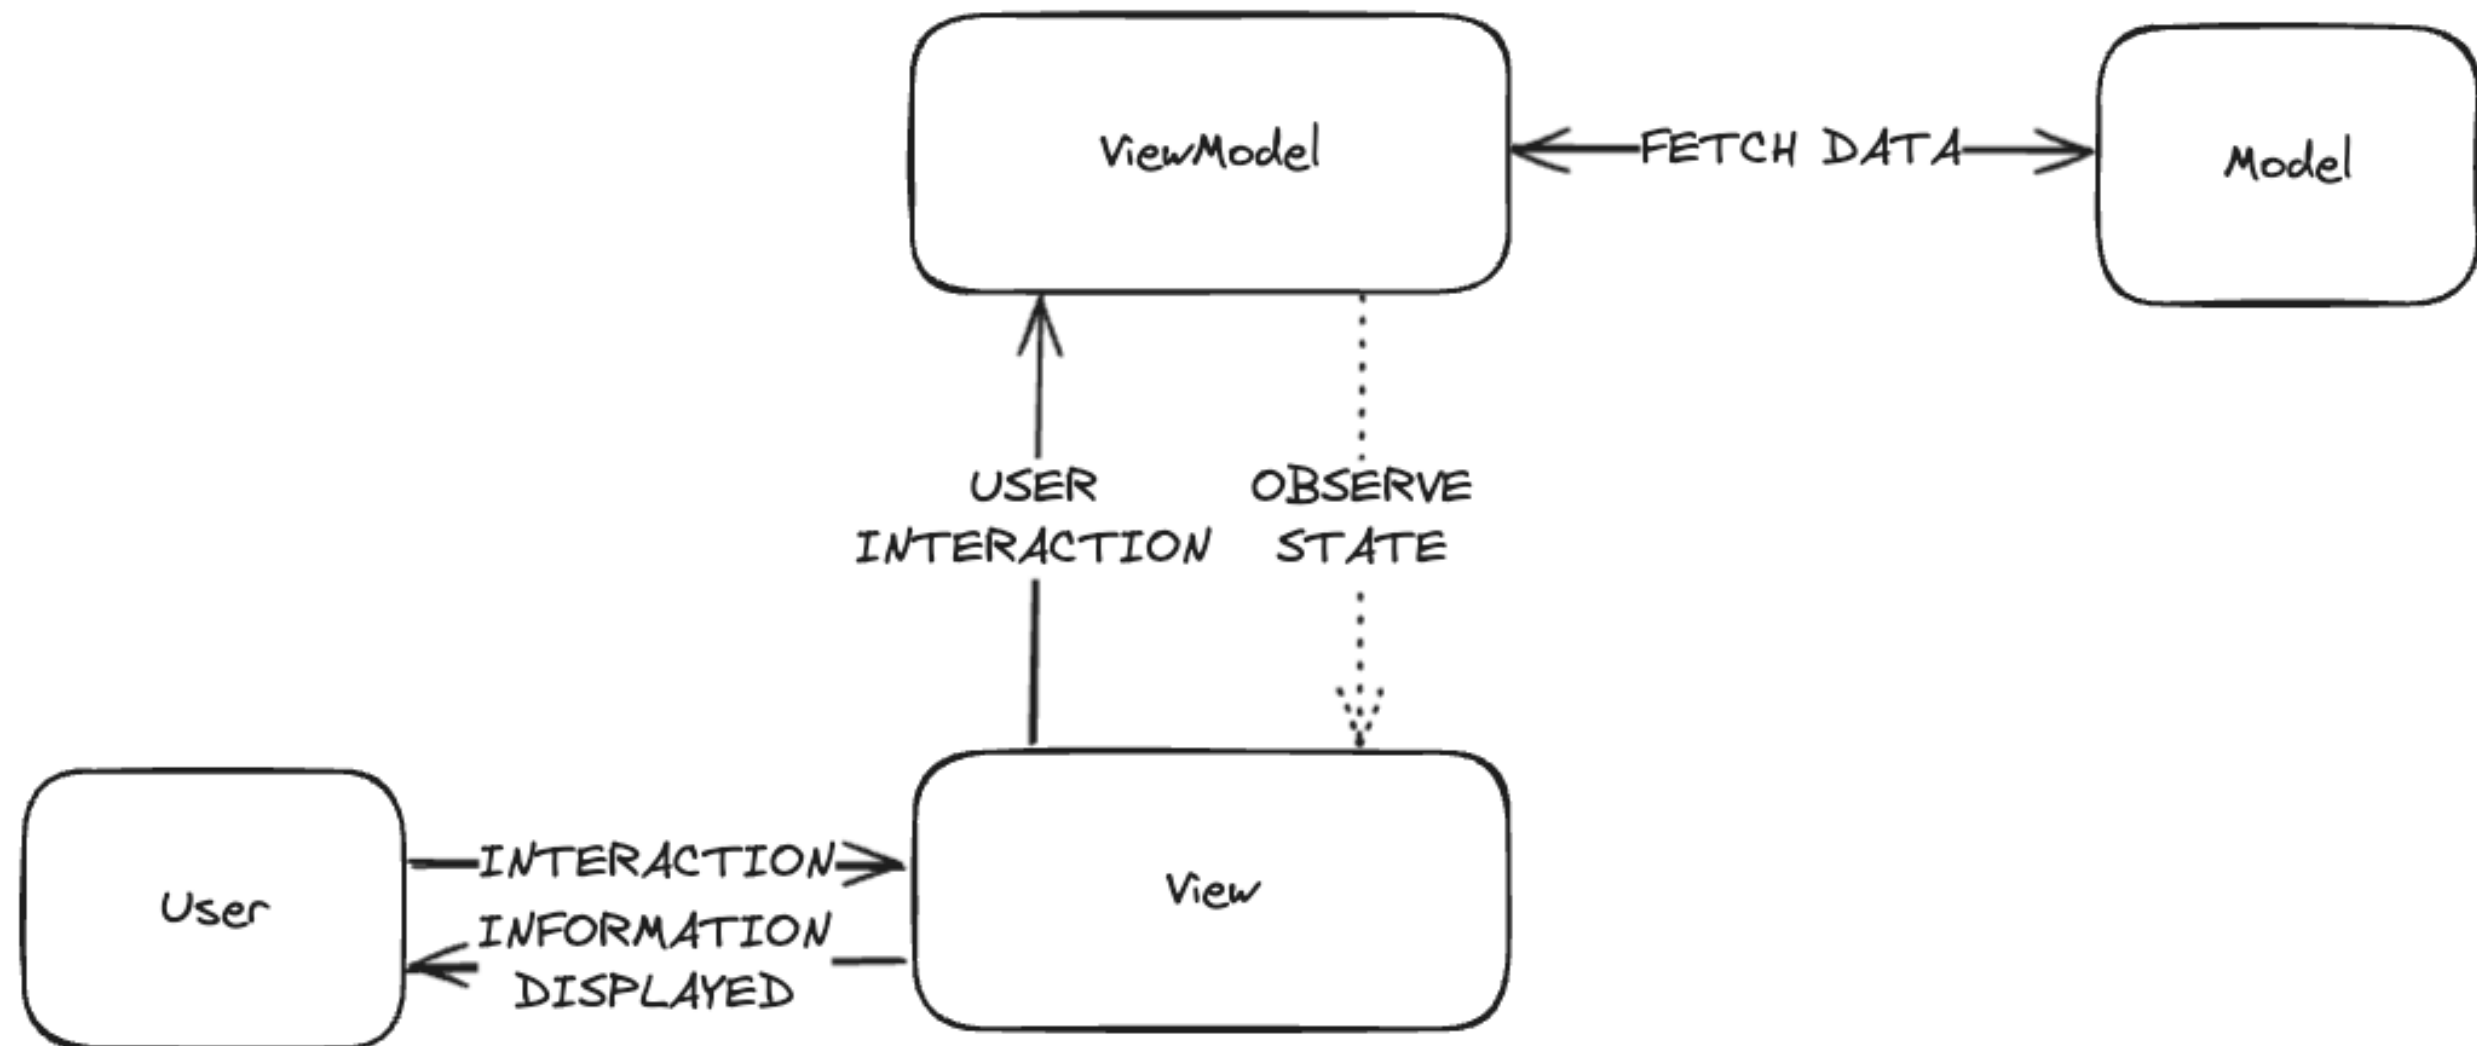 ViewModel
FETCH DATA
Model
USER
INTERACTION
OBSERVE
STATE
User
INTERACTION
INFORMATION
DISPLAYED
View